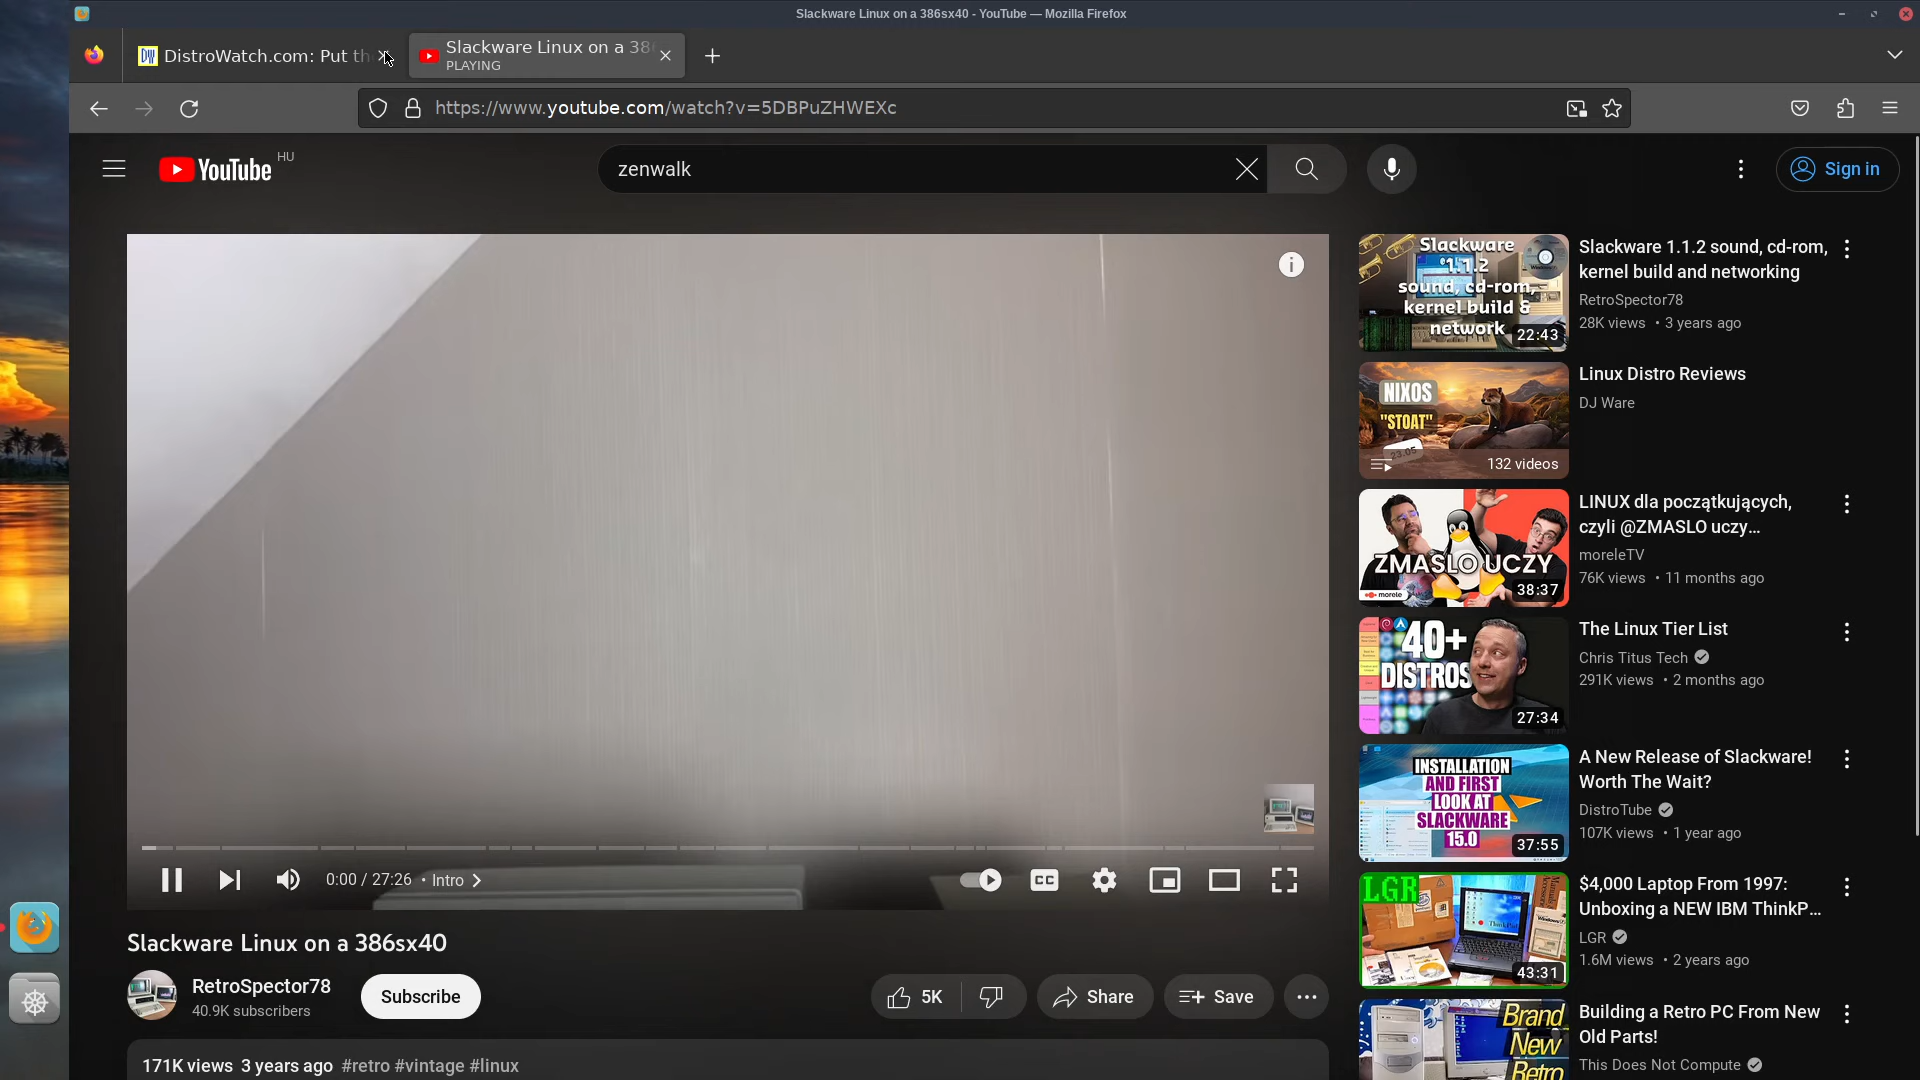 Slackware Linux on a 386sx40 - YouTube — Mozilla Firefox
DistroWatch.com: Put th
Slackware Linux on a 38
PLAYING
https://www.youtube.com/watch?v=5DBPuZHWEXc
YouTube
HU
zenwalk
Sign in
0:00 / 27:26 • Intro
CC
Slackware Linux on a 386sx40
RetroSpector78
40.9K subscribers
Subscribe
5K
Share
Save
171K views 3 years ago #retro #vintage #linux
Slackware
1.1.2
sound, cd-rom,
kernel build &
network
22:43
Slackware 1.1.2 sound, cd-rom,
kernel build and networking
RetroSpector78
28K views • 3 years ago
NIXOS
"STOAT"
23.05
132 videos
Linux Distro Reviews
DJ Ware
ZMASLO UCZY
morele
38:37
LINUX dla początkujących,
czyli @ZMASLO uczy...
moreleTV
76K views • 11 months ago
40+
DISTROS
27:34
The Linux Tier List
Chris Titus Tech
291K views • 2 months ago
INSTALLATION
AND FIRST
LOOK AT
SLACKWARE
15.0
37:55
A New Release of Slackware!
Worth The Wait?
DistroTube
107K views • 1 year ago
LGR
ThinkPad
43:31
$4,000 Laptop From 1997:
Unboxing a NEW IBM ThinkP...
LGR
1.6M views • 2 years ago
Brand
New
Retro
Building a Retro PC From New
Old Parts!
This Does Not Compute